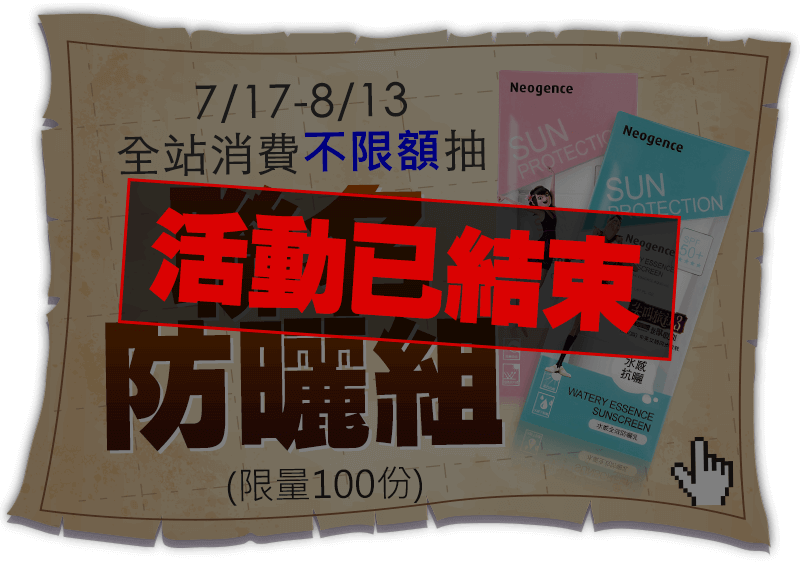 7/17-8/13
全站消費不限額抽
活動已結束
防曬組
(限量100份)
Neogence
SUN
PROTECTION
Neogence
SUN
PROTECTION
Neogence
50+
水感
抗曬
WATERY ESSENCE
SUNSCREEN